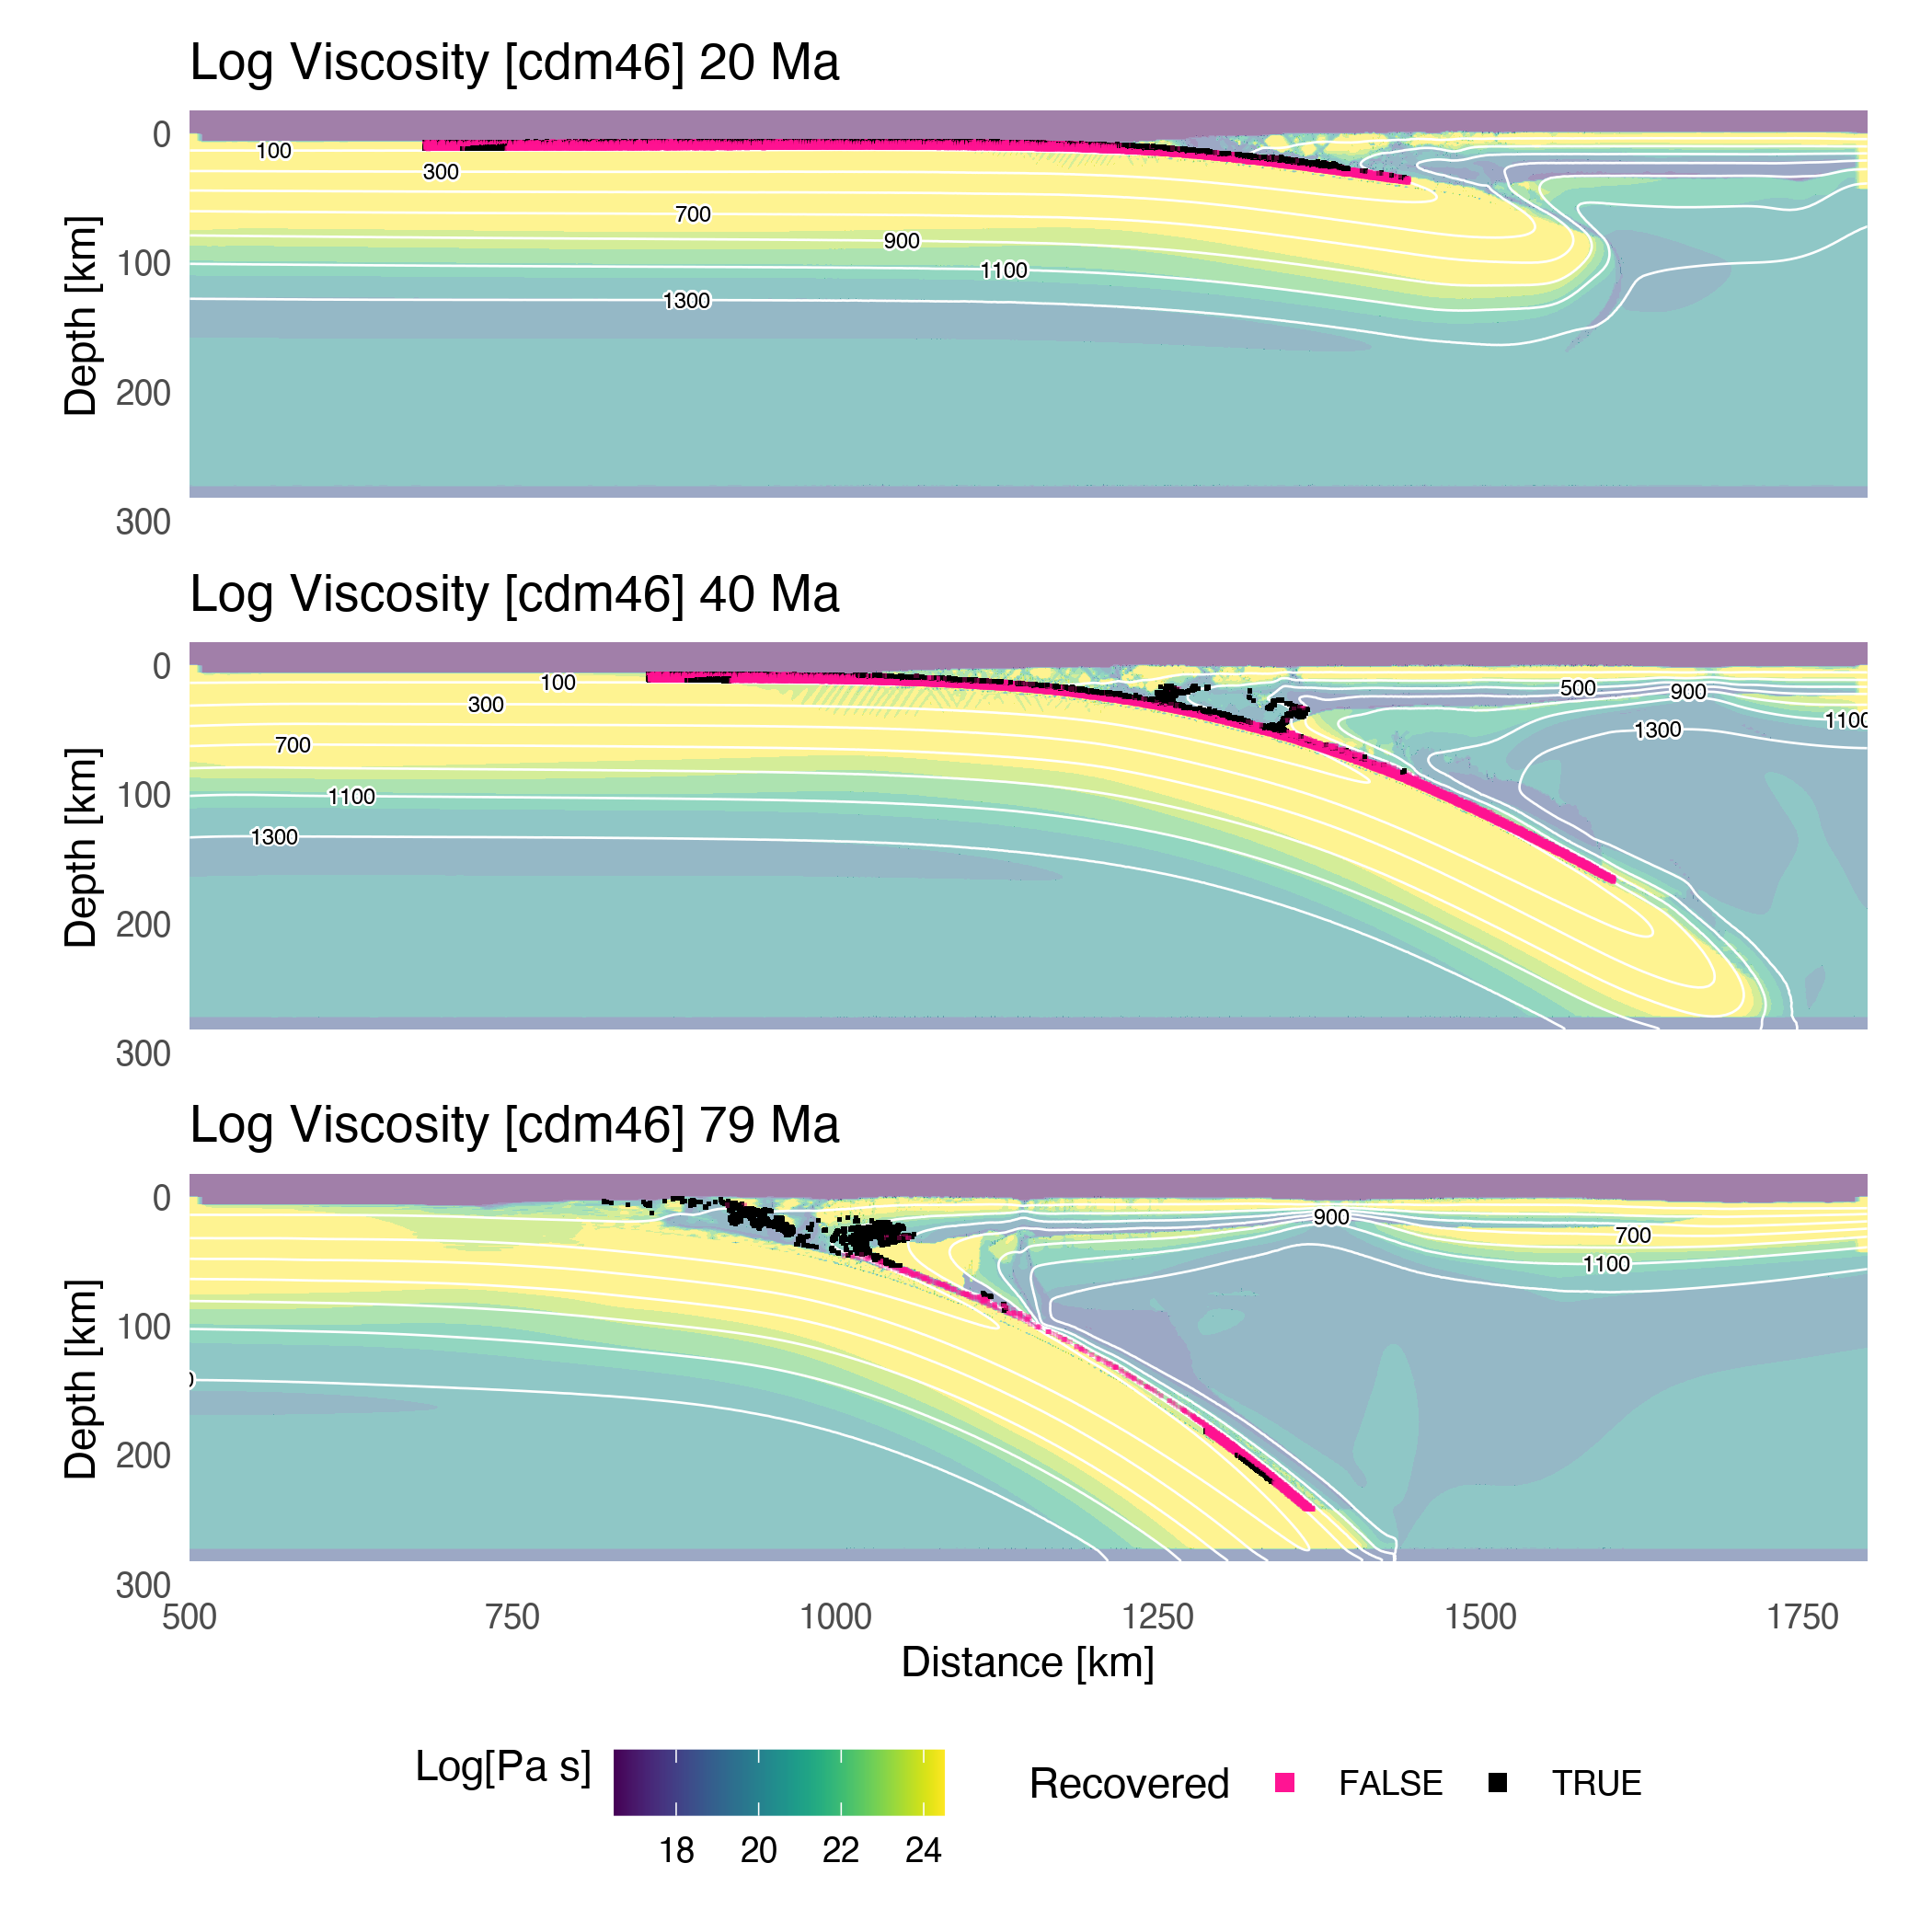 Log Viscosity [cdm46] 20 Ma
0
100
200
300
Depth [km]
100
300
700
900
1100
1300
Log Viscosity [cdm46] 40 Ma
0
100
200
300
Depth [km]
100
300
700
1100
1300
500
900
1100
1300
Log Viscosity [cdm46] 79 Ma
0
100
200
300
Depth [km]
900
700
1100
500 750 1000 1250 1500 1750
Distance [km]
Log[Pa s]
18 20 22 24
Recovered FALSE TRUE